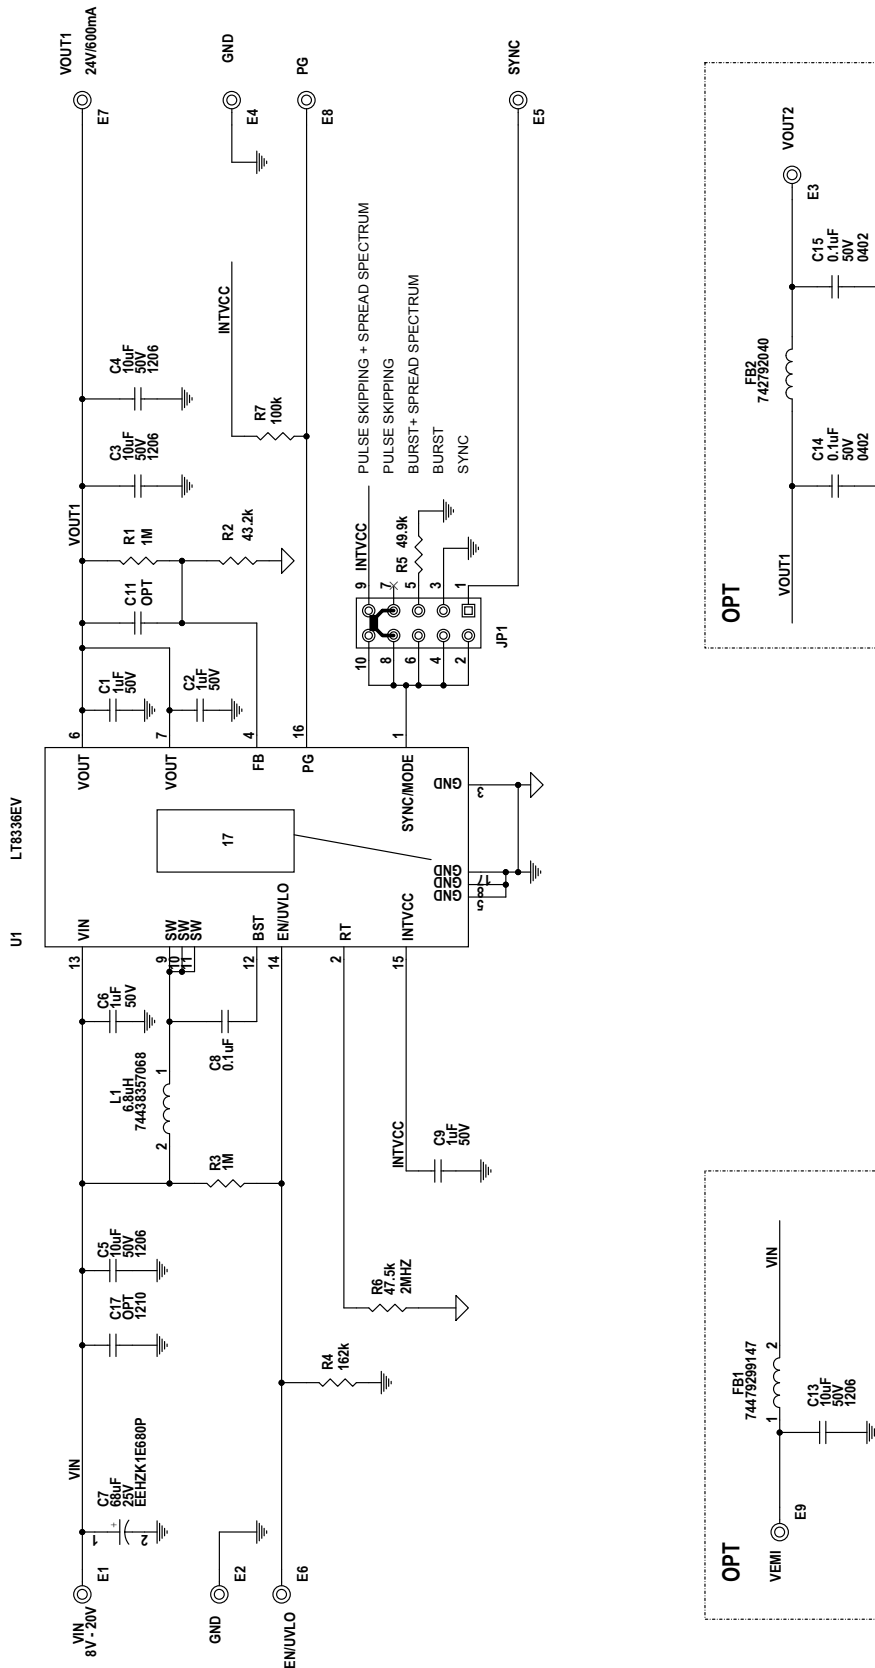 VIN
8V - 20V
E1
VIN
C7
68uF
25V
EEHZK1E680P
1
2
+
GND
E2
EN/UVLO
E6
C17
OPT
1210
C5
10uF
50V
1206
R4
162k
R6
47.5k
2MHZ
R3
1M
L1
6.8uH
74438357068
2
1
C6
1uF
50V
C8
0.1uF
INTVCC
C9
1uF
50V
U1
LT8336EV
13
VIN
9
SW
10
SW
11
SW
12
BST
14
EN/UVLO
2
RT
15
INTVCC
17
VOUT
6
VOUT
7
FB
4
PG
16
SYNC/MODE
1
GND
5
GND
8
GND
17
GND
3
C1
1uF
50V
C2
1uF
50V
C11
OPT
VOUT1
R1
1M
R2
43.2k
C3
10uF
50V
1206
C4
10uF
50V
1206
R7
100k
INTVCC
JP1
10
8
6
4
2
9
7
5
3
1
INTVCC
R5 49.9k
PULSE SKIPPING + SPREAD SPECTRUM
PULSE SKIPPING
BURST+ SPREAD SPECTRUM
BURST
SYNC
VOUT1
24V/600mA
E7
GND
E4
PG
E8
SYNC
E5
OPT
VEMI
E9
FB1
74479299147
1
2
C13
10uF
50V
1206
VIN
OPT
VOUT1
C14
0.1uF
50V
0402
FB2
742792040
C15
0.1uF
50V
0402
VOUT2
E3